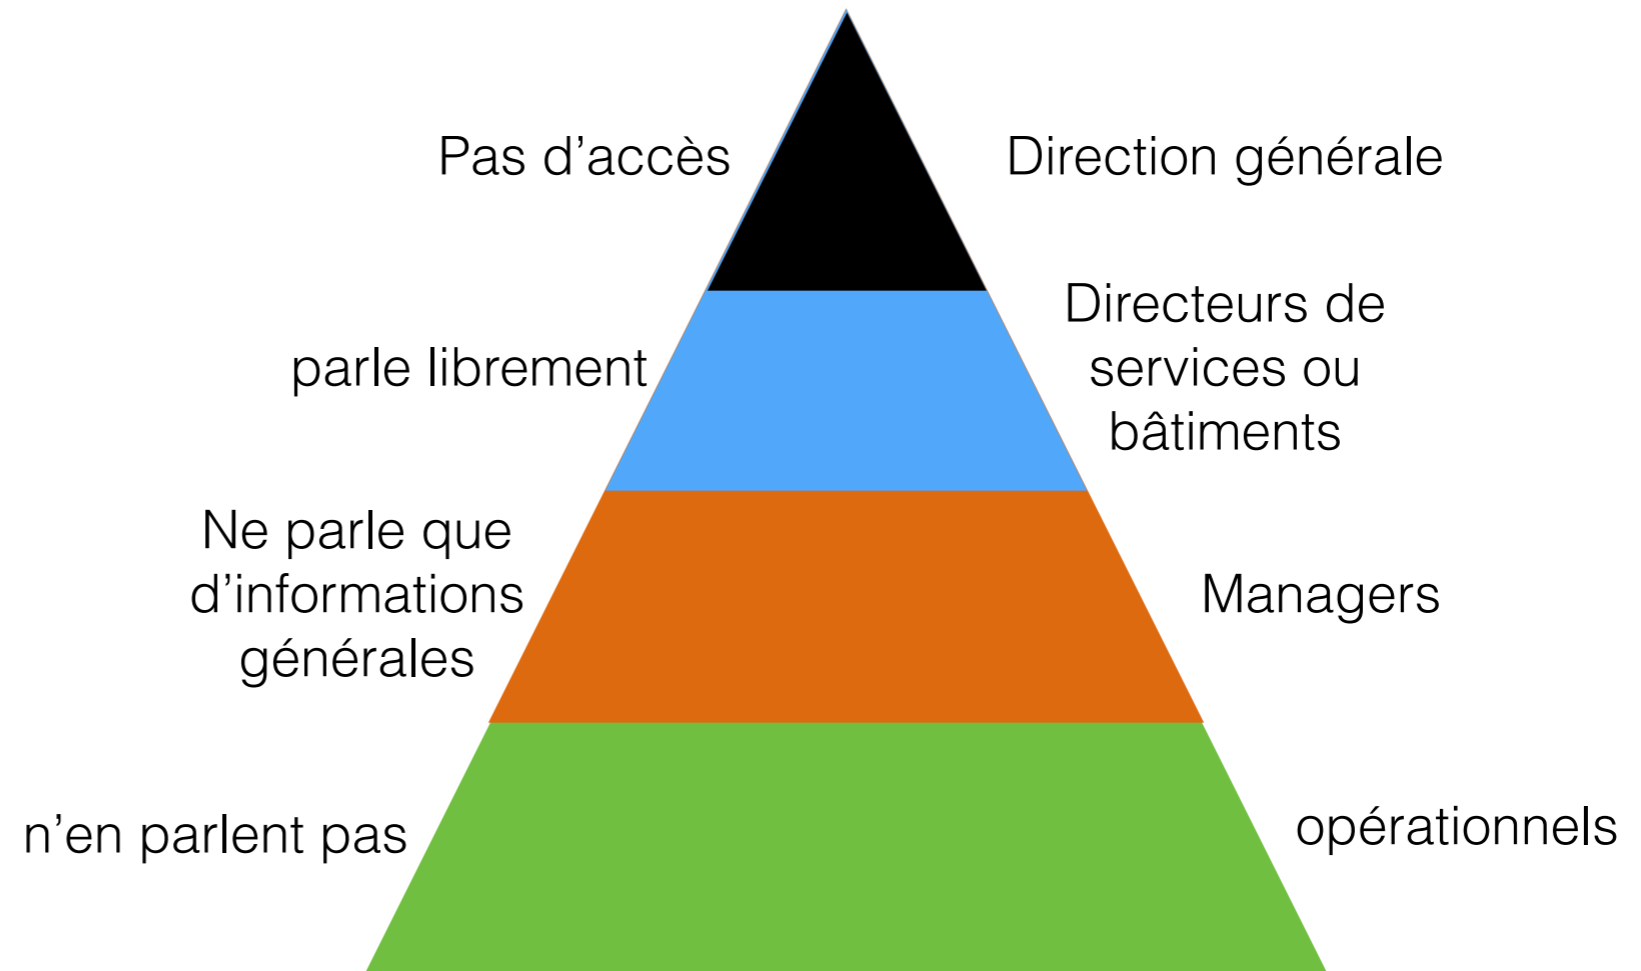 Pas d’accès
Direction générale
parle librement
Directeurs de
services ou
bâtiments
Ne parle que
d’informations
générales
Managers
n’en parlent pas
opérationnels